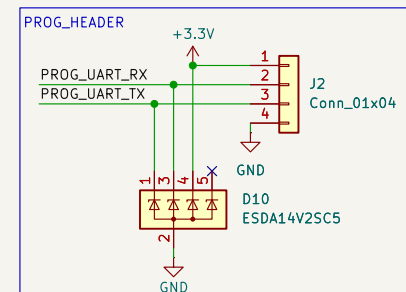 PROG_HEADER
+3.3V
1
PROG_UART_RX
2
J2
PROG_UART_TX
3
Conn_01x04
4
GND
1
3
4
5
D10
ESDA14V2SC5
2
GND